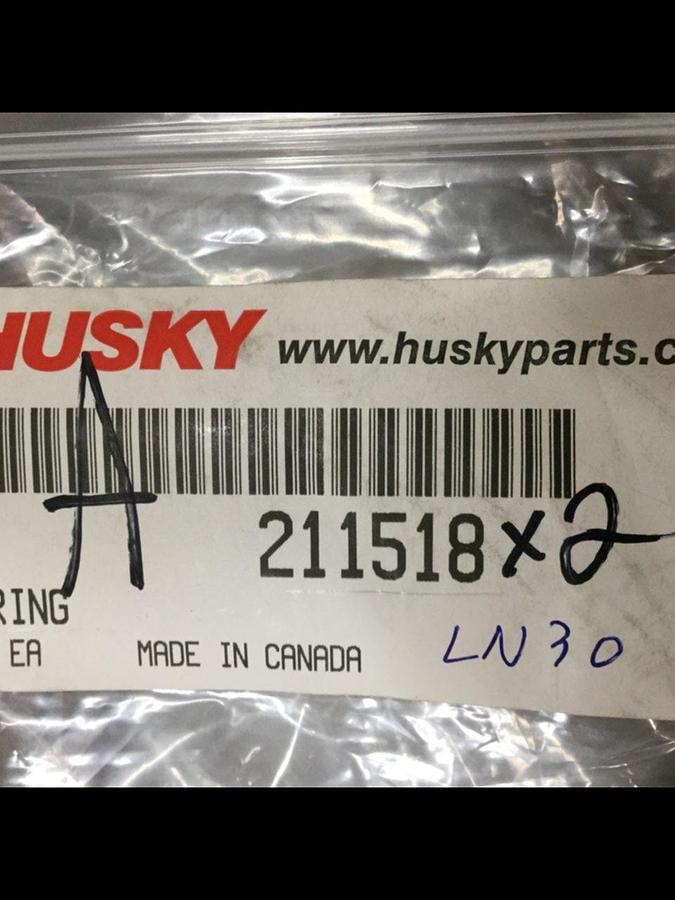 HUSKY www.huskyparts.c
A
211518 x2
RING
EA MADE IN CANADA LN30